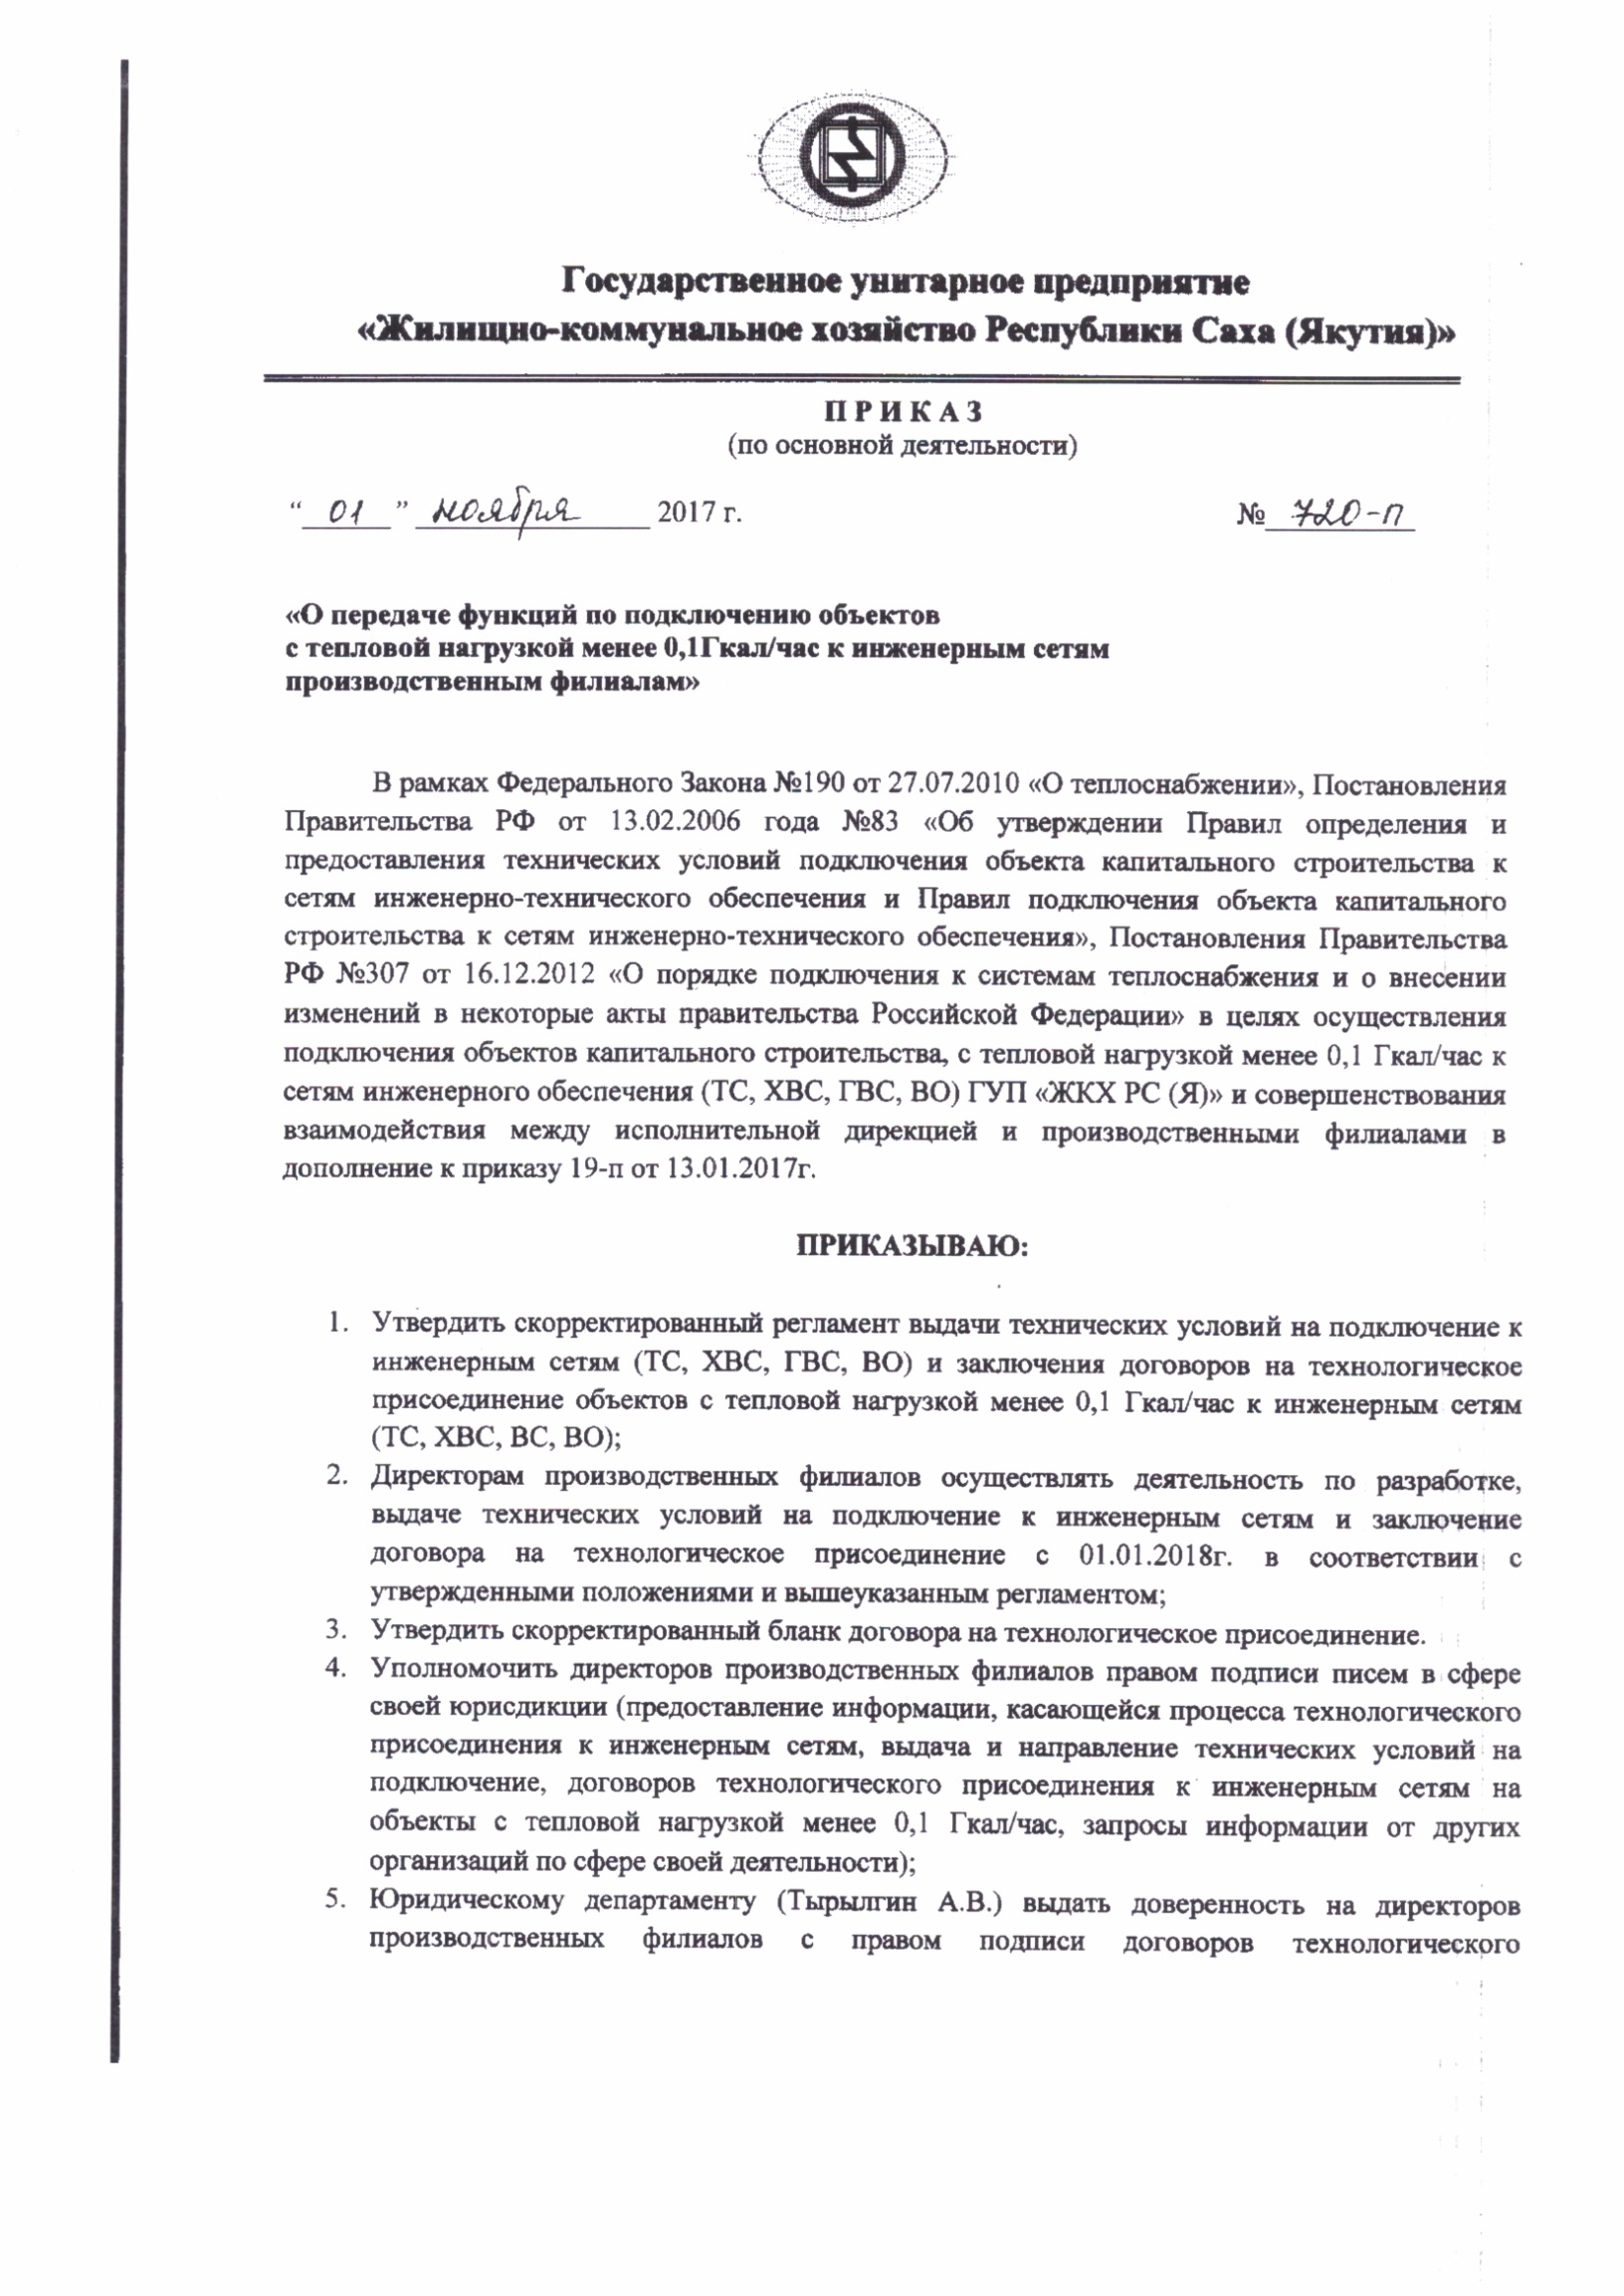 Государственное унитарное предприятие
«Жилищно-коммунальное хозяйство Республики Саха (Якутия)»
П Р И К А З
(по основной деятельности)
“ 01 ” ноября 2017 г. № 720-п
«О передаче функций по подключению объектов
с тепловой нагрузкой менее 0,1Гкал/час к инженерным сетям
производственным филиалам»
В рамках Федерального Закона №190 от 27.07.2010 «О теплоснабжении», Постановления
Правительства РФ от 13.02.2006 года №83 «Об утверждении Правил определения и
предоставления технических условий подключения объекта капитального строительства к
сетям инженерно-технического обеспечения и Правил подключения объекта капитального
строительства к сетям инженерно-технического обеспечения», Постановления Правительства
РФ №307 от 16.12.2012 «О порядке подключения к системам теплоснабжения и о внесении
изменений в некоторые акты правительства Российской Федерации» в целях осуществления
подключения объектов капитального строительства, с тепловой нагрузкой менее 0,1 Гкал/час к
сетям инженерного обеспечения (ТС, ХВС, ГВС, ВО) ГУП «ЖКХ РС (Я)» и совершенствования
взаимодействия между исполнительной дирекцией и производственными филиалами в
дополнение к приказу 19-п от 13.01.2017г.
ПРИКАЗЫВАЮ:
1. Утвердить скорректированный регламент выдачи технических условий на подключение к
инженерным сетям (ТС, ХВС, ГВС, ВО) и заключения договоров на технологическое
присоединение объектов с тепловой нагрузкой менее 0,1 Гкал/час к инженерным сетям
(ТС, ХВС, ВС, ВО);
2. Директорам производственных филиалов осуществлять деятельность по разработке,
выдаче технических условий на подключение к инженерным сетям и заключение
договора на технологическое присоединение с 01.01.2018г. в соответствии с
утвержденными положениями и вышеуказанным регламентом;
3. Утвердить скорректированный бланк договора на технологическое присоединение.
4. Уполномочить директоров производственных филиалов правом подписи писем в сфере
своей юрисдикции (предоставление информации, касающейся процесса технологического
присоединения к инженерным сетям, выдача и направление технических условий на
подключение, договоров технологического присоединения к инженерным сетям на
объекты с тепловой нагрузкой менее 0,1 Гкал/час, запросы информации от других
организаций по сфере своей деятельности);
5. Юридическому департаменту (Тырылгин А.В.) выдать доверенность на директоров
производственных филиалов с правом подписи договоров технологического